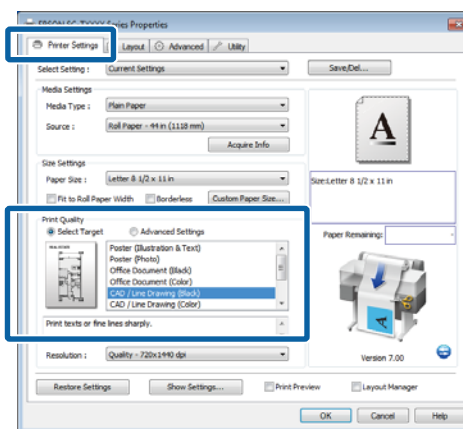 EPSON SC-TXXXX Series Properties
Printer Settings Layout Advanced Utility
Select Setting : Current Settings Save/Del...
Media Settings
Media Type : Plain Paper
Source : Roll Paper - 44 in (1118 mm)
Acquire Info
Size Settings
Paper Size : Letter 8 1/2 x 11 in
Fit to Roll Paper Width Borderless Custom Paper Size...
A
Size:Letter 8 1/2 x 11 in
Print Quality
Select Target Advanced Settings
Poster (Illustration & Text)
Poster (Photo)
Office Document (Black)
Office Document (Color)
CAD / Line Drawing (Black)
CAD / Line Drawing (Color)
Print texts or fine lines sharply.
Paper Remaining:
A
Resolution : Quality - 720x1440 dpi
Version 7.00
Restore Settings Show Settings... Print Preview Layout Manager
OK Cancel Help